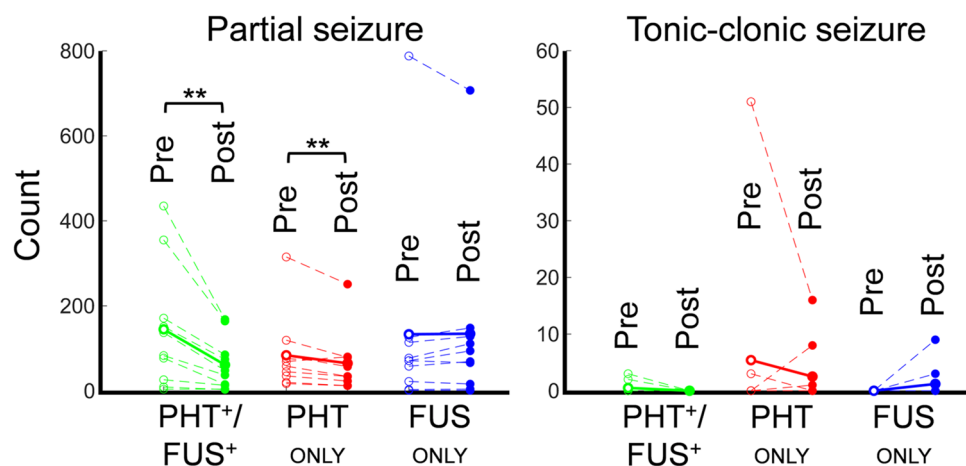 Partial seizure
Tonic-clonic seizure
Count
800
600
400
200
0
**
**
Pre
Post
Pre
Post
Pre
Post
PHT⁺/
FUS⁺
PHT
ONLY
FUS
ONLY
60
50
40
30
20
10
0
Pre
Post
Pre
Post
Pre
Post
PHT⁺/
FUS⁺
PHT
ONLY
FUS
ONLY